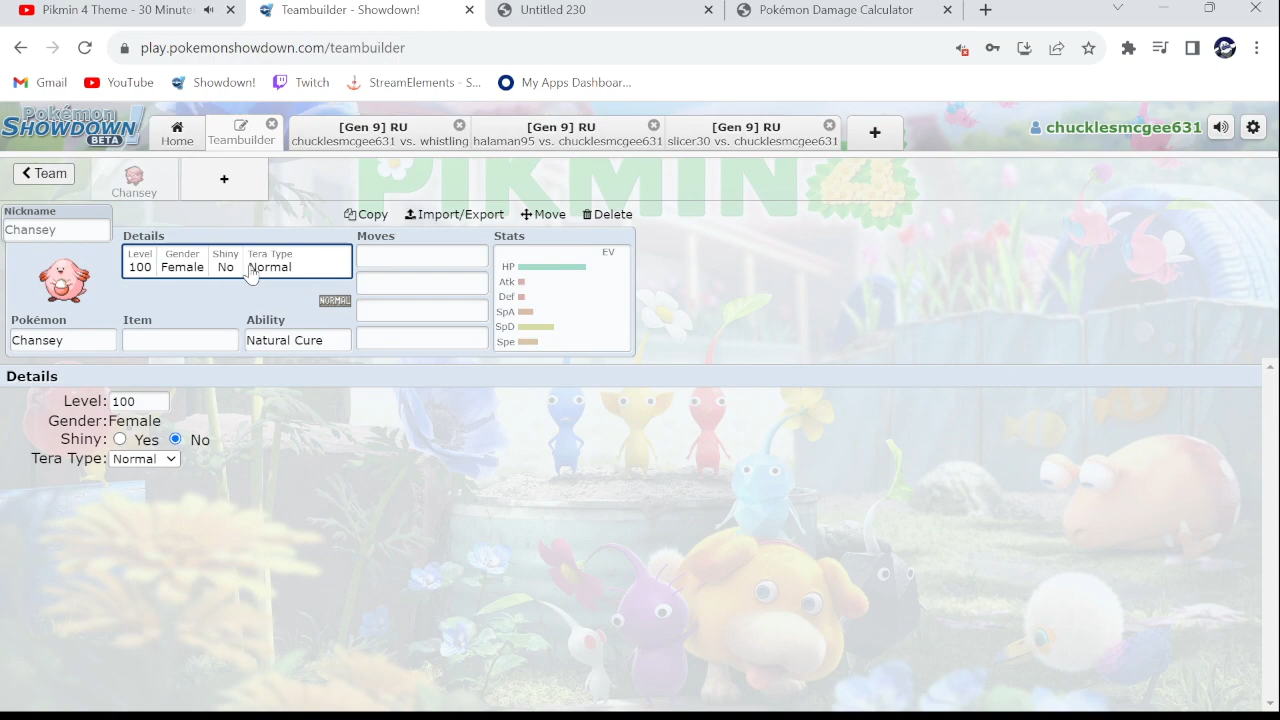 Pikmin 4 Theme - 30 Minute
Teambuilder - Showdown!
Untitled 230
Pokémon Damage Calculator
play.pokemonshowdown.com/teambuilder
Gmail
YouTube
Showdown!
Twitch
StreamElements - S...
My Apps Dashboar...
Pokémon
SHOWDOWN!
BETA
Home
Teambuilder
[Gen 9] RU
chucklesmcgee631 vs. whistling
[Gen 9] RU
halaman95 vs. chucklesmcgee631
[Gen 9] RU
slicer30 vs. chucklesmcgee631
chucklesmcgee631
Team
Chansey
PIKMIN 4
Nickname
Chansey
Copy
Import/Export
Move
Delete
Details
Level Gender Shiny Tera Type
100 Female No Normal
NORMAL
Pokémon
Chansey
Item
Ability
Natural Cure
Moves
Stats
EV
HP
Atk
Def
SpA
SpD
Spe
Details
Level: 100
Gender: Female
Shiny: Yes No
Tera Type: Normal